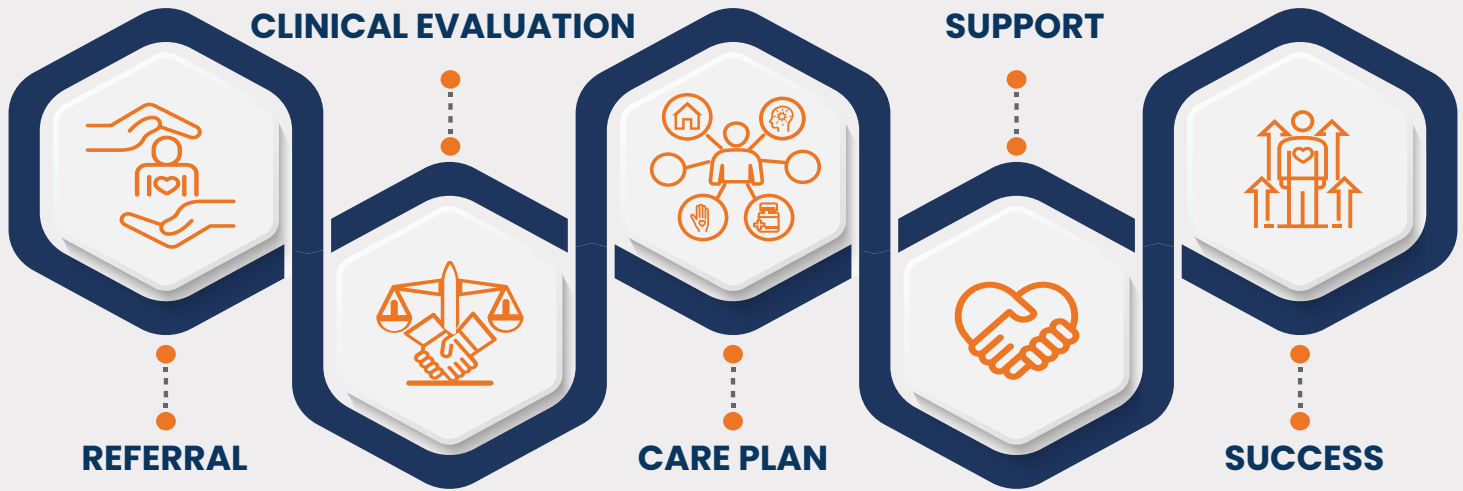 CLINICAL EVALUATION
SUPPORT
REFERRAL
CARE PLAN
SUCCESS